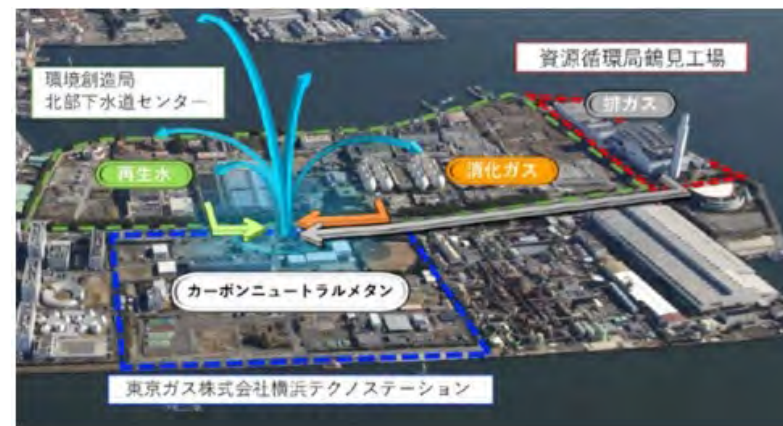 資源循環局鶴見工場
環境創造局
北部下水道センター
排ガス
再生水
消化ガス
カーボンニュートラルメタン
東京ガス株式会社横浜テクノステーション